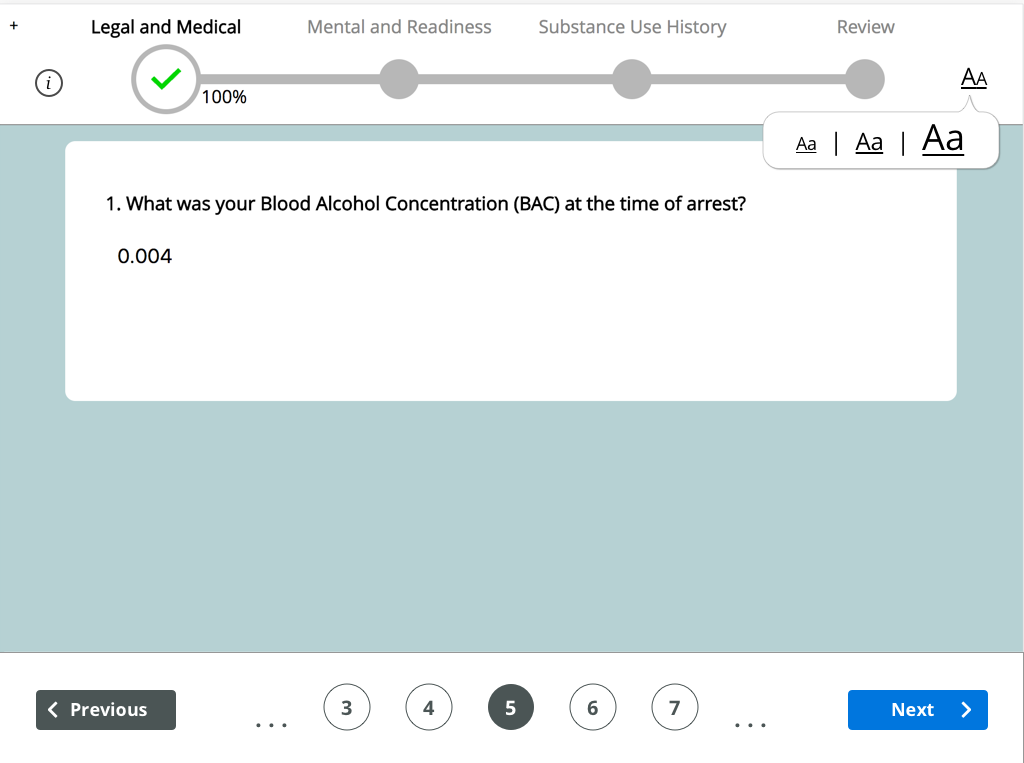 +
Legal and Medical
Mental and Readiness
Substance Use History
Review
i
100%
AA
Aa | Aa | Aa
1. What was your Blood Alcohol Concentration (BAC) at the time of arrest?
0.004
Previous
...
3
4
5
6
7
...
Next